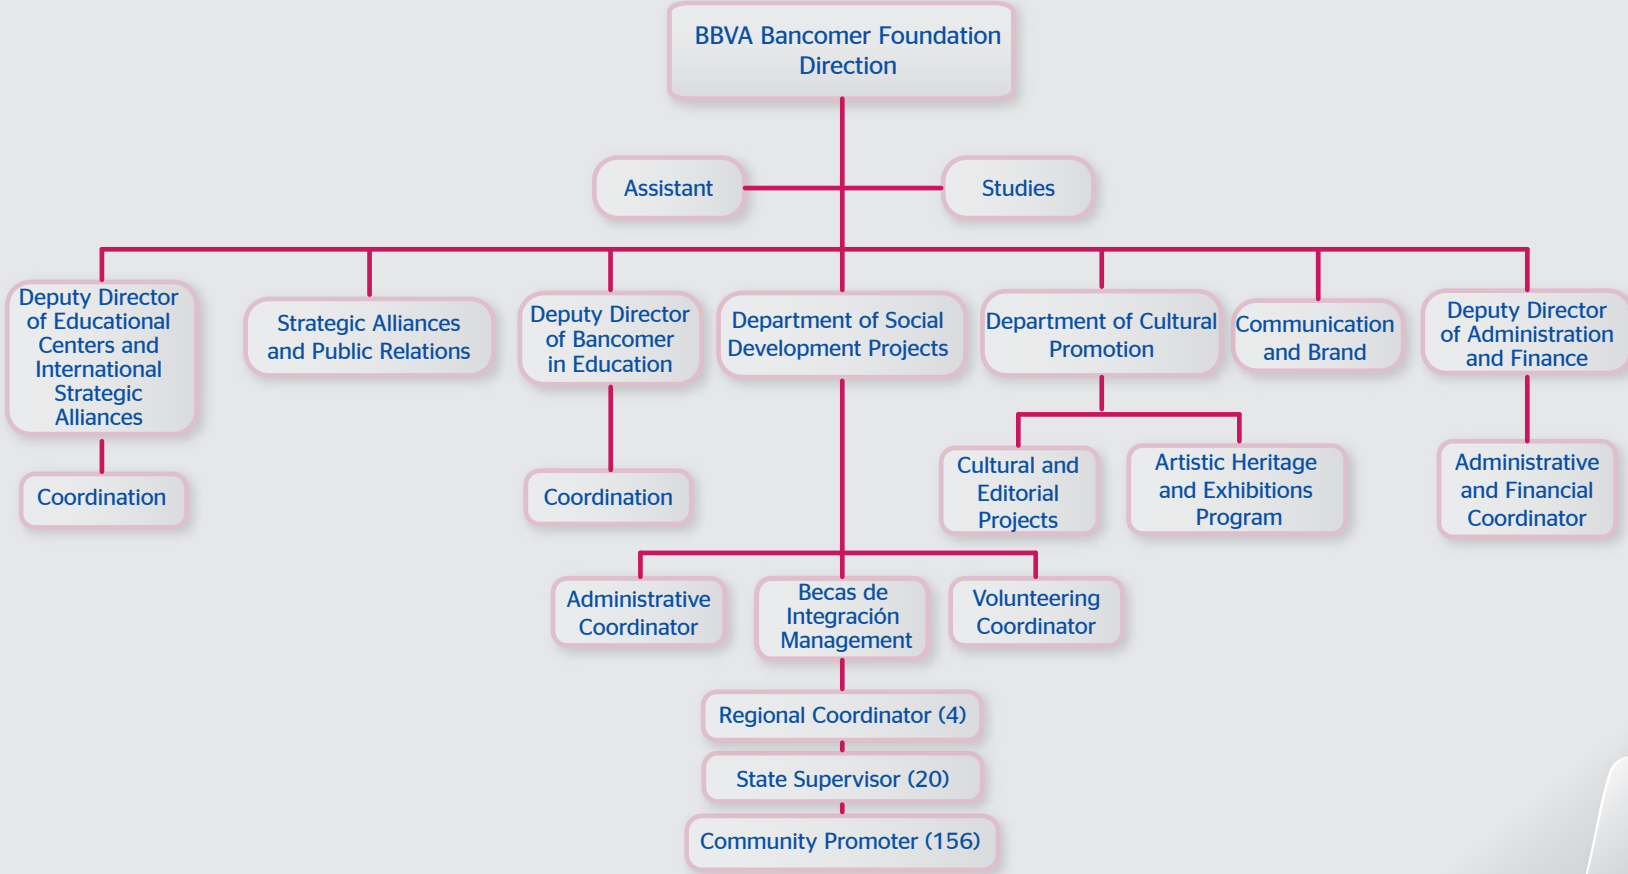 BBVA Bancomer Foundation
Direction
Assistant
Studies
Deputy Director
of Educational
Centers and
International
Strategic
Alliances
Strategic Alliances
and Public Relations
Deputy Director
of Bancomer
in Education
Department of Social
Development Projects
Department of Cultural
Promotion
Communication
and Brand
Deputy Director
of Administration
and Finance
Coordination
Coordination
Cultural and
Editorial
Projects
Artistic Heritage
and Exhibitions
Program
Administrative
and Financial
Coordinator
Administrative
Coordinator
Becas de
Integración
Management
Volunteering
Coordinator
Regional Coordinator (4)
State Supervisor (20)
Community Promoter (156)